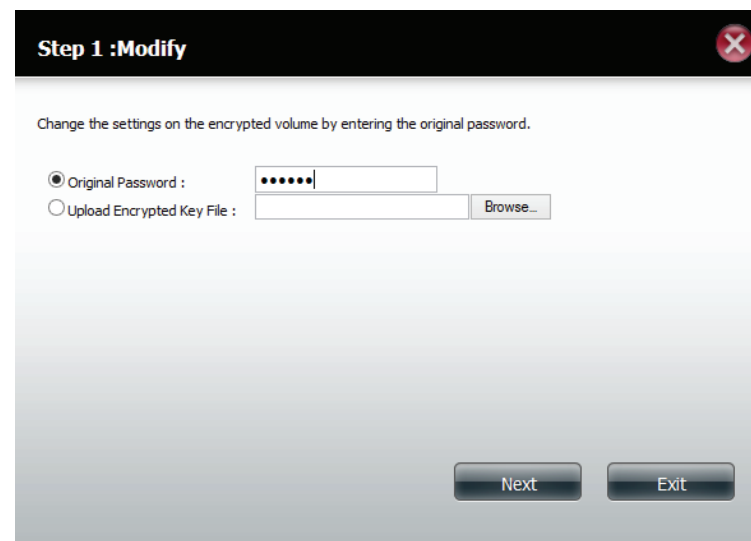 Step 1 :Modify
Change the settings on the encrypted volume by entering the original password.
Original Password :
••••••
Upload Encrypted Key File :
Browse...
Next
Exit